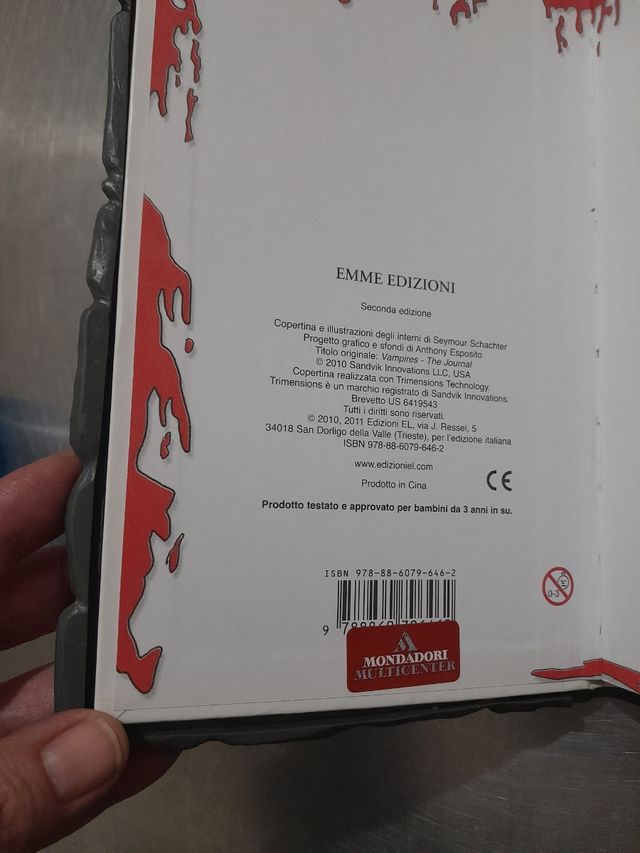 EMME EDIZIONI
Seconda edizione
Copertina e illustrazioni degli interni di Seymour Schachter
Progetto grafico e sfondi di Anthony Esposito
Titolo originale: Vampires - The Journal
© 2010 Sandvik Innovations LLC, USA
Copertina realizzata con Trimensions Technology.
Trimensions è un marchio registrato di Sandvik Innovations.
Brevetto US 6419543
Tutti i diritti sono riservati.
© 2010, 2011 Edizioni EL, via J. Ressel, 5
34018 San Dorligo della Valle (Trieste), per l'edizione italiana
ISBN 978-88-6079-646-2
www.edizioniel.com
Prodotto in Cina
CE
Prodotto testato e approvato per bambini da 3 anni in su.
ISBN 978-88-6079-646-2
0-3
9
MONDADORI
MULTICENTER